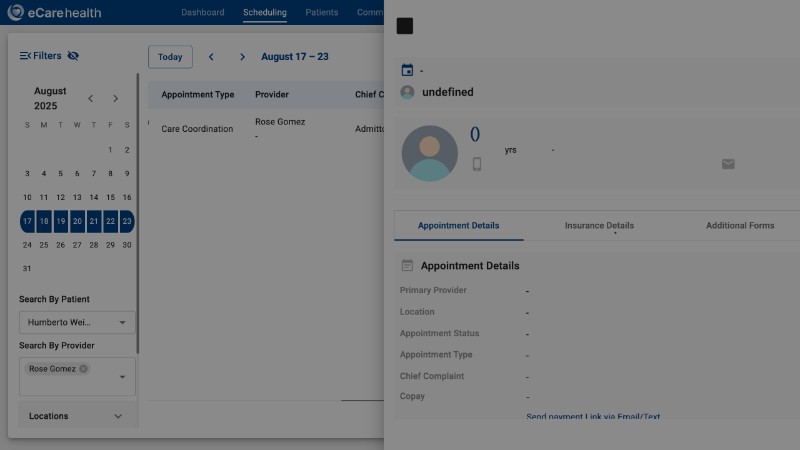 eCarehealth
Dashboard
Scheduling
Patients
Comm
Filters
Today
August 17 – 23
August
2025
S M T W T F S
1 2
3 4 5 6 7 8 9
10 11 12 13 14 15 16
17 18 19 20 21 22 23
24 25 26 27 28 29 30
31
Search By Patient
Humberto Wei...
Search By Provider
Rose Gomez
Locations
Appointment Type
Provider
Chief C
Care Coordination
Rose Gomez
-
Admitt
-
undefined
0
yrs
-
Appointment Details
Insurance Details
Additional Forms
Appointment Details
Primary Provider -
Location -
Appointment Status -
Appointment Type -
Chief Complaint -
Copay -
Send payment Link via Email/Text